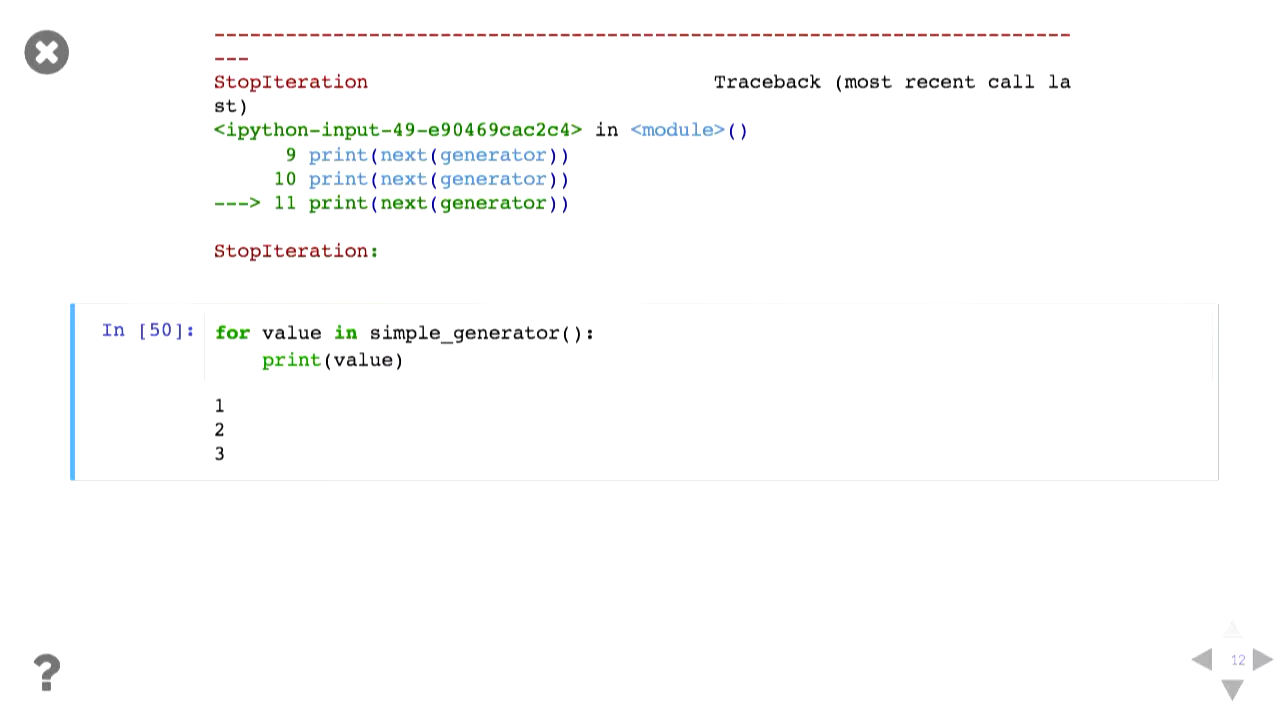 -----------------------------------------------------------------------
---
StopIteration                             Traceback (most recent call la
st)
<ipython-input-49-e90469cac2c4> in <module>()
      9 print(next(generator))
     10 print(next(generator))
---> 11 print(next(generator))
StopIteration:
In [50]: for value in simple_generator():
    print(value)
1
2
3
?
12